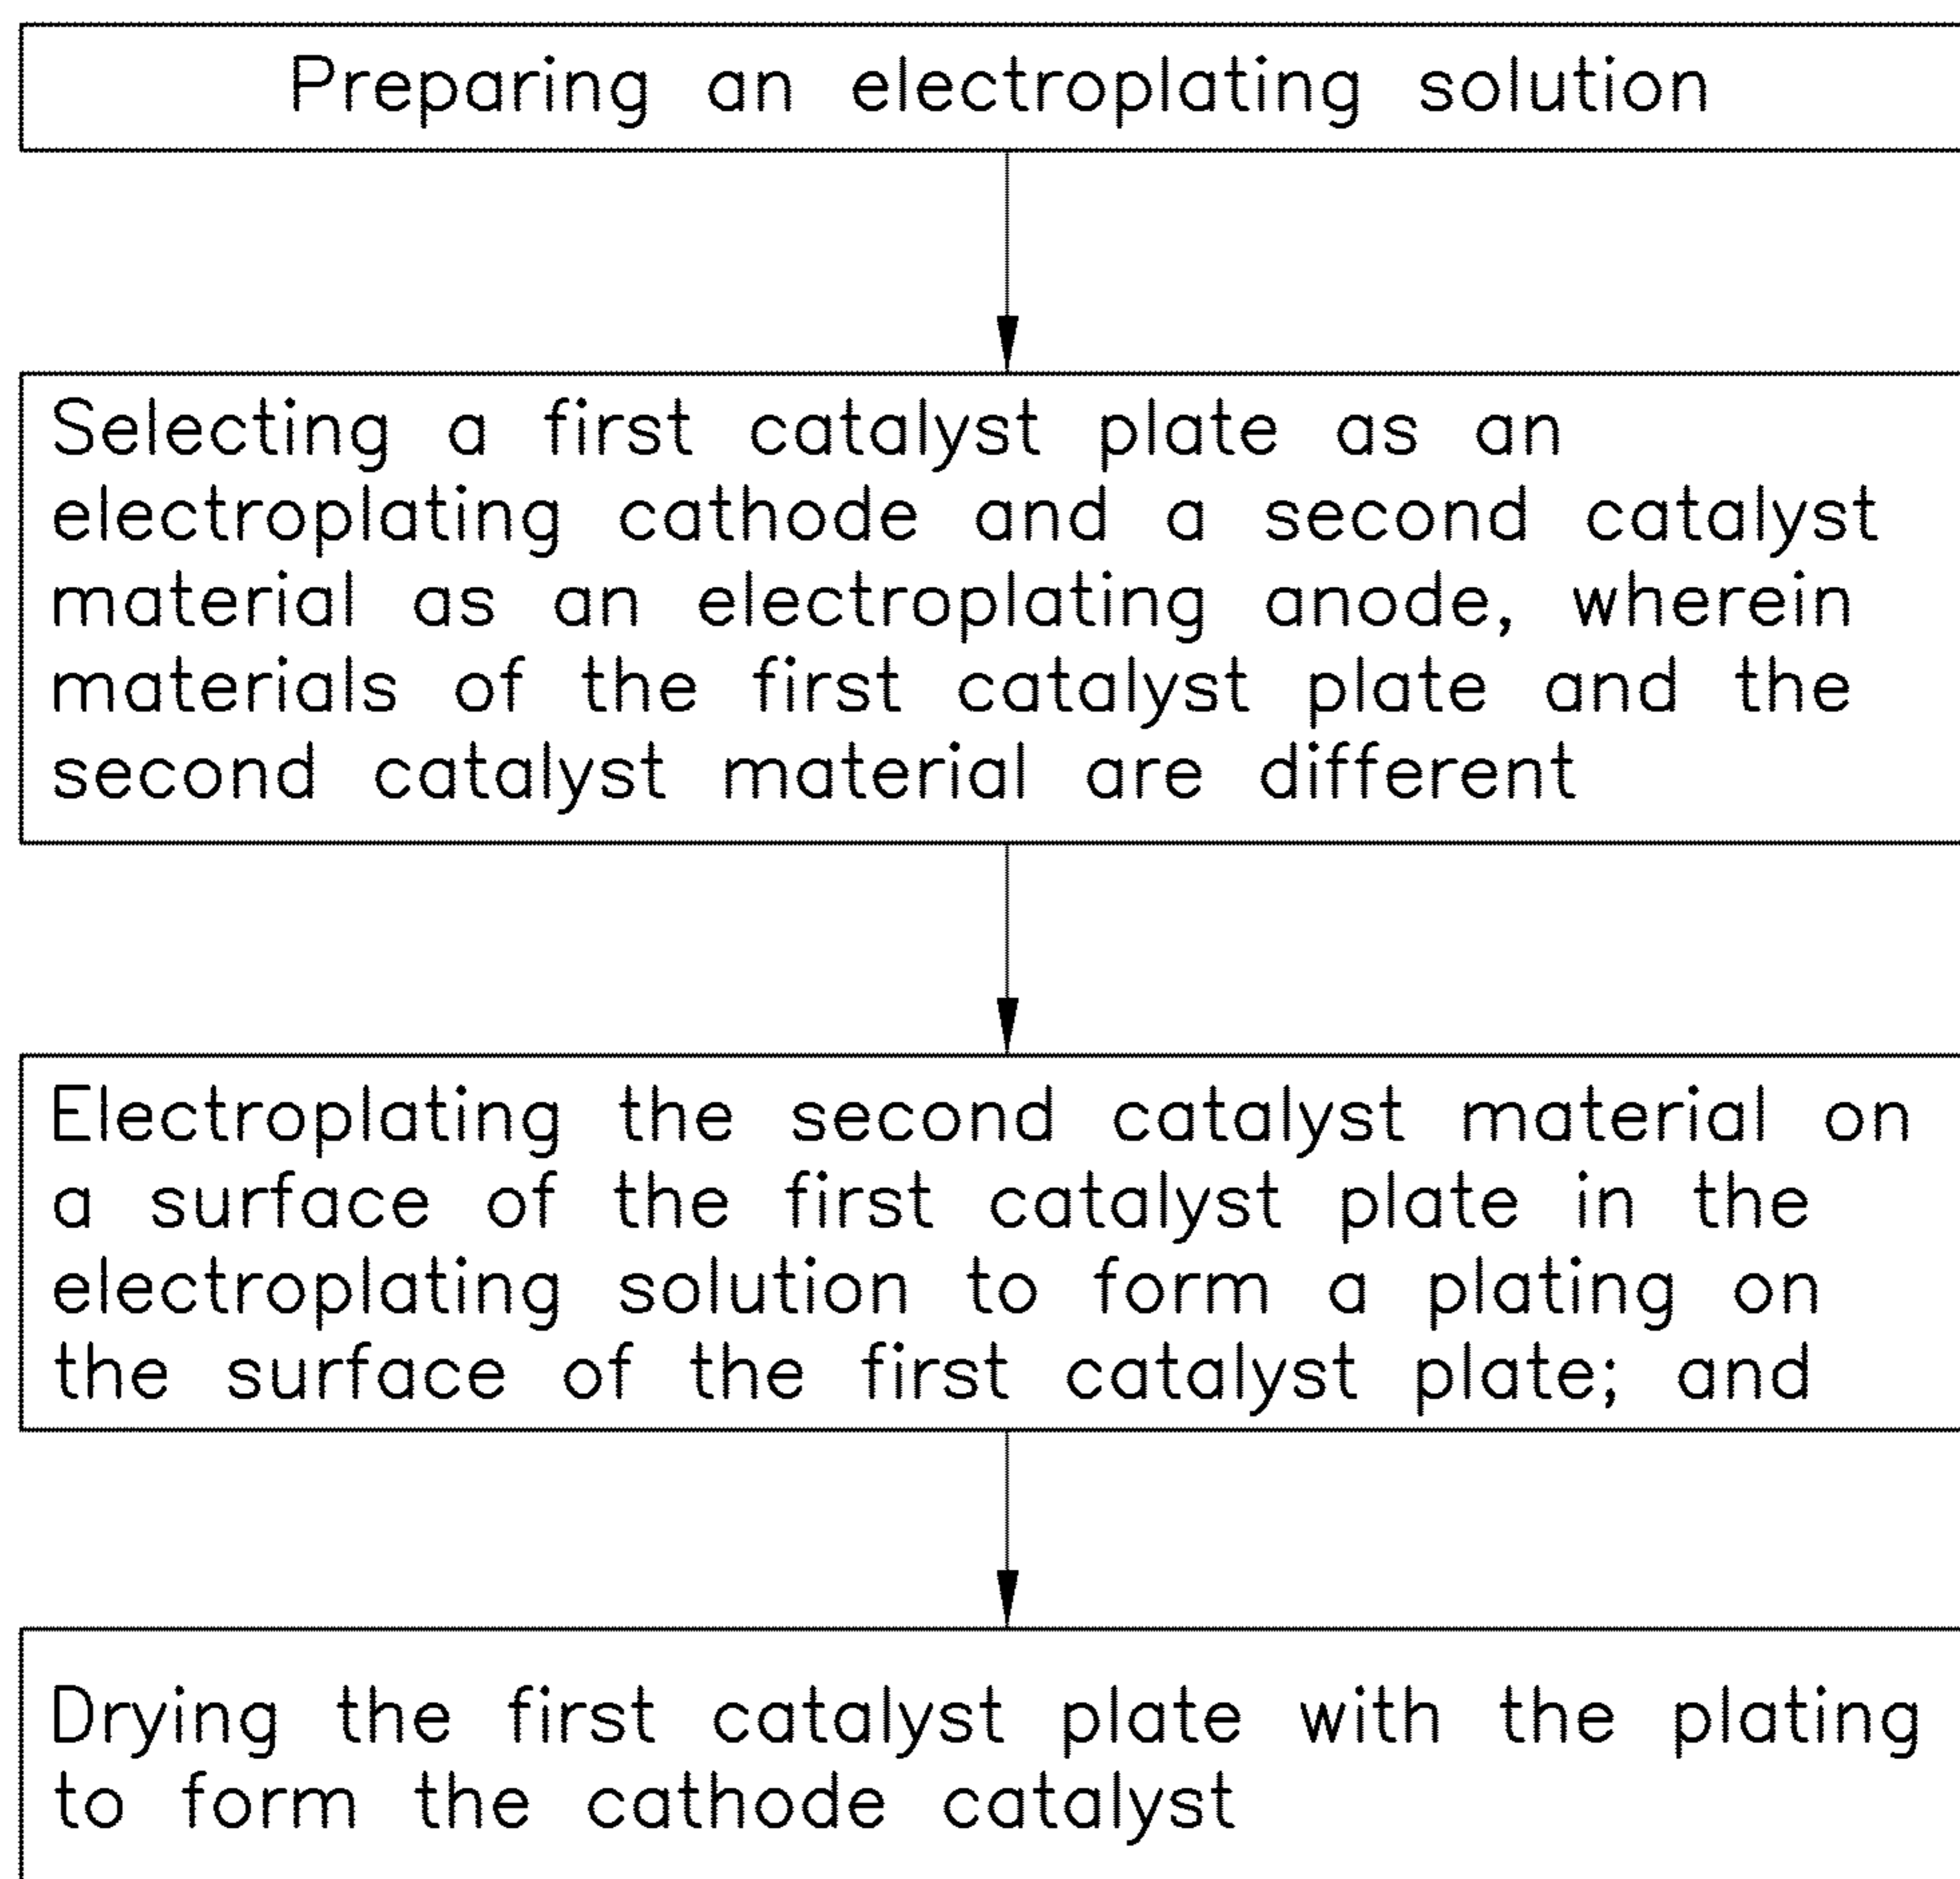 Preparing an electroplating solution
Selecting a first catalyst plate as an
electroplating cathode and a second catalyst
material as an electroplating anode, wherein
materials of the first catalyst plate and the
second catalyst material are different
Electroplating the second catalyst material on
a surface of the first catalyst plate in the
electroplating solution to form a plating on
the surface of the first catalyst plate; and
Drying the first catalyst plate with the plating
to form the cathode catalyst